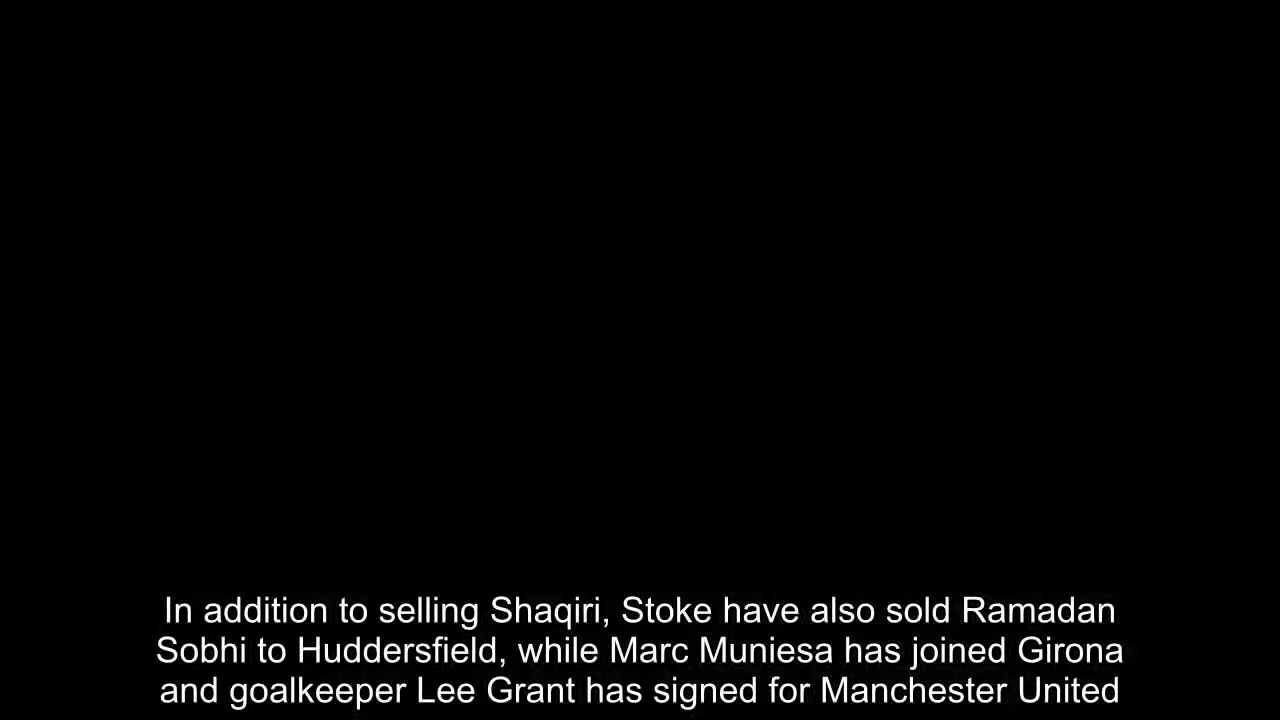 In addition to selling Shaqiri, Stoke have also sold Ramadan
Sobhi to Huddersfield, while Marc Muniesa has joined Girona
and goalkeeper Lee Grant has signed for Manchester United